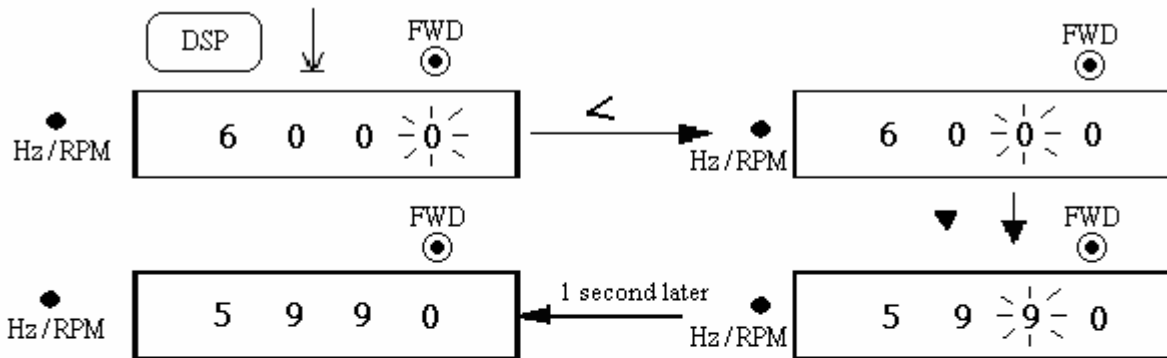 DSP
FWD
Hz/RPM
6 0 0 0
<
Hz/RPM
FWD
6 0 0 0
FWD
Hz/RPM
5 9 9 0
1 second later
Hz/RPM
FWD
5 9 9 0